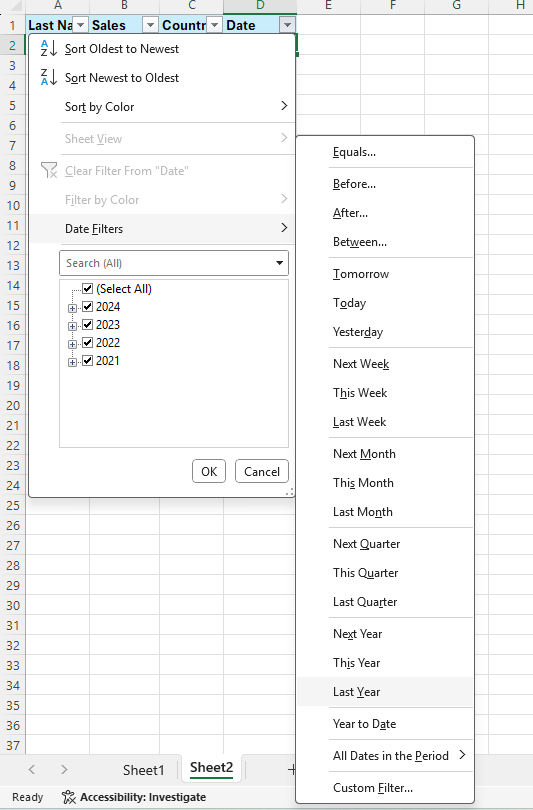 A B C D E F G H
1 Last Na Sales Countr Date
2
Sort Oldest to Newest
3
Sort Newest to Oldest
4
5 Sort by Color
6
7 Sheet View
8 Clear Filter From "Date"
9
10 Filter by Color
11 Date Filters
12
13 Search (All)
14 (Select All)
15 2024
16 2023
17 2022
18 2021
19
20
21
22
23 OK Cancel
24
25
26
27
28
29
30
31
32
33
34
35
36
37
Equals...
Before...
After...
Between...
Tomorrow
Today
Yesterday
Next Week
This Week
Last Week
Next Month
This Month
Last Month
Next Quarter
This Quarter
Last Quarter
Next Year
This Year
Last Year
Year to Date
All Dates in the Period
Custom Filter...
Sheet1 Sheet2 +
Ready Accessibility: Investigate